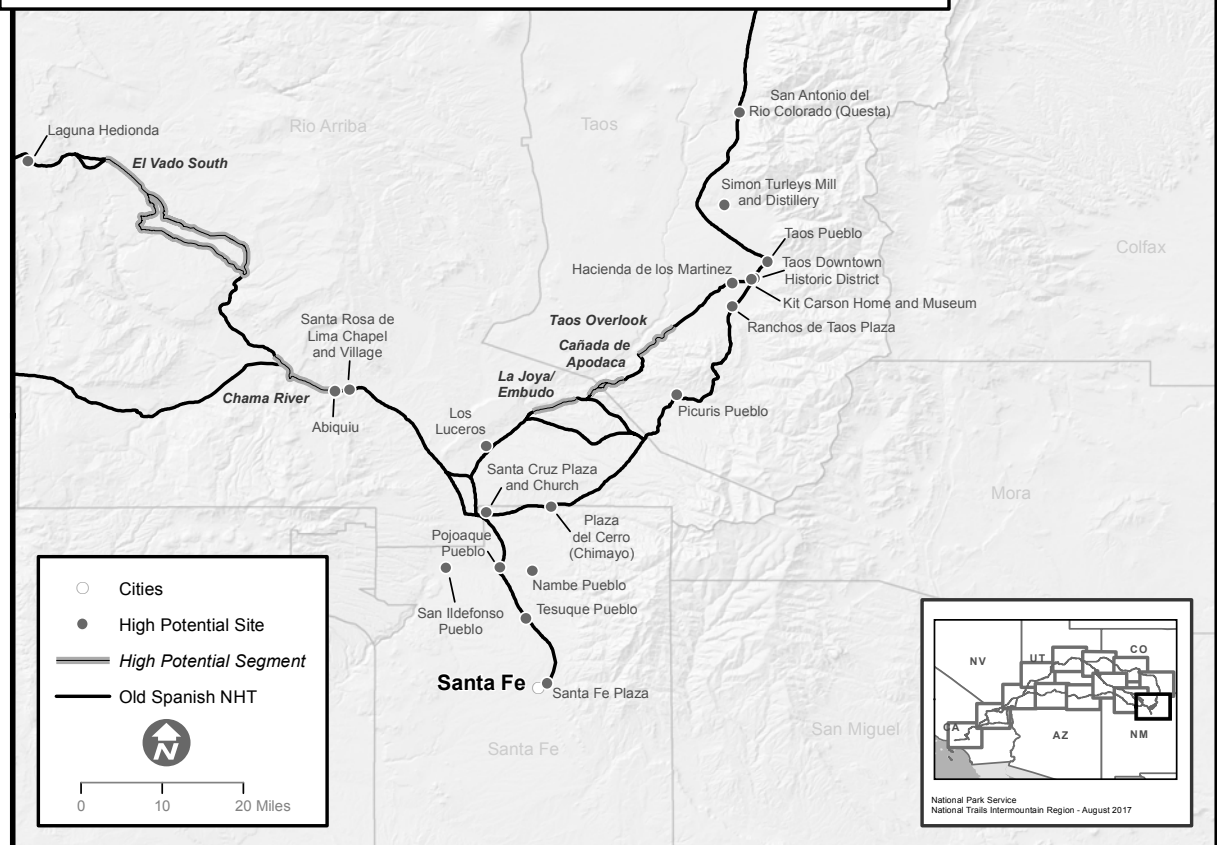 San Antonio del
Rio Colorado (Questa)
Rio Arriba
Taos
Laguna Hedionda
El Vado South
Simon Turleys Mill
and Distillery
Taos Pueblo
Colfax
Hacienda de los Martinez
Taos Downtown
Historic District
Kit Carson Home and Museum
Ranchos de Taos Plaza
Santa Rosa de
Lima Chapel
and Village
Taos Overlook
Cañada de
Apodaca
La Joya/
Embudo
Chama River
Abiquiu
Picuris Pueblo
Los
Luceros
Santa Cruz Plaza
and Church
Mora
Plaza
del Cerro
(Chimayo)
Pojoaque
Pueblo
Nambe Pueblo
San Ildefonso
Pueblo
Tesuque Pueblo
Santa Fe
Santa Fe Plaza
San Miguel
Santa Fe
Cities
High Potential Site
High Potential Segment
Old Spanish NHT
N
0 10 20 Miles
NV
UT
CO
CA
AZ
NM
National Park Service
National Trails Intermountain Region - August 2017